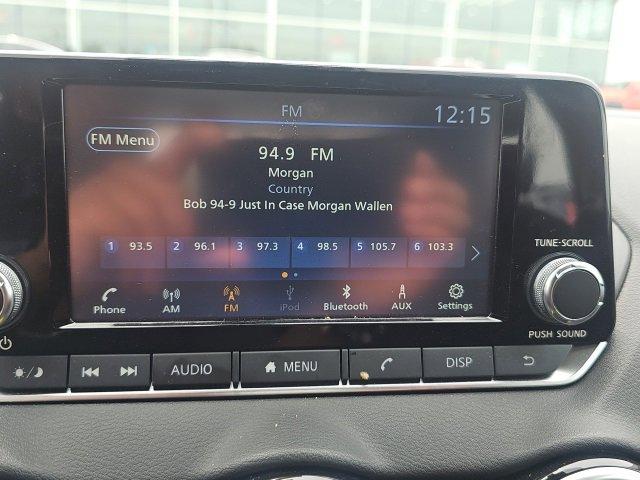 FM
12:15
FM Menu
94.9 FM
Morgan
Country
Bob 94-9 Just In Case Morgan Wallen
1 93.5 2 96.1 3 97.3 4 98.5 5 105.7 6 103.3
Phone AM FM iPod Bluetooth AUX Settings
TUNE·SCROLL
PUSH SOUND
AUDIO MENU DISP